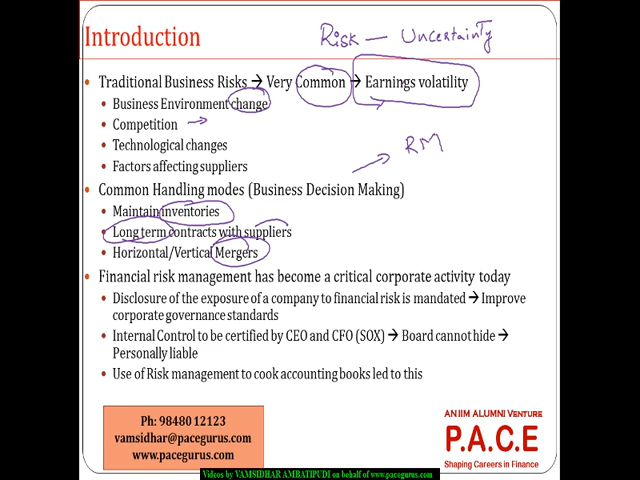 Introduction
Risk — Uncertainty
Traditional Business Risks → Very Common → Earnings volatility
Business Environment change
Competition
Technological changes
RM
Factors affecting suppliers
Common Handling modes (Business Decision Making)
Maintain inventories
Long term contracts with suppliers
Horizontal/Vertical Mergers
Financial risk management has become a critical corporate activity today
Disclosure of the exposure of a company to financial risk is mandated → Improve
corporate governance standards
Internal Control to be certified by CEO and CFO (SOX) → Board cannot hide →
Personally liable
Use of Risk management to cook accounting books led to this
Ph: 98480 12123
vamsidhar@pacegurus.com
www.pacegurus.com
AN IIM ALUMNI VENTURE
P.A.C.E
Shaping Careers in Finance
Videos by VAMSIDHAR AMBATIPUDI on behalf of www.pacegurus.com